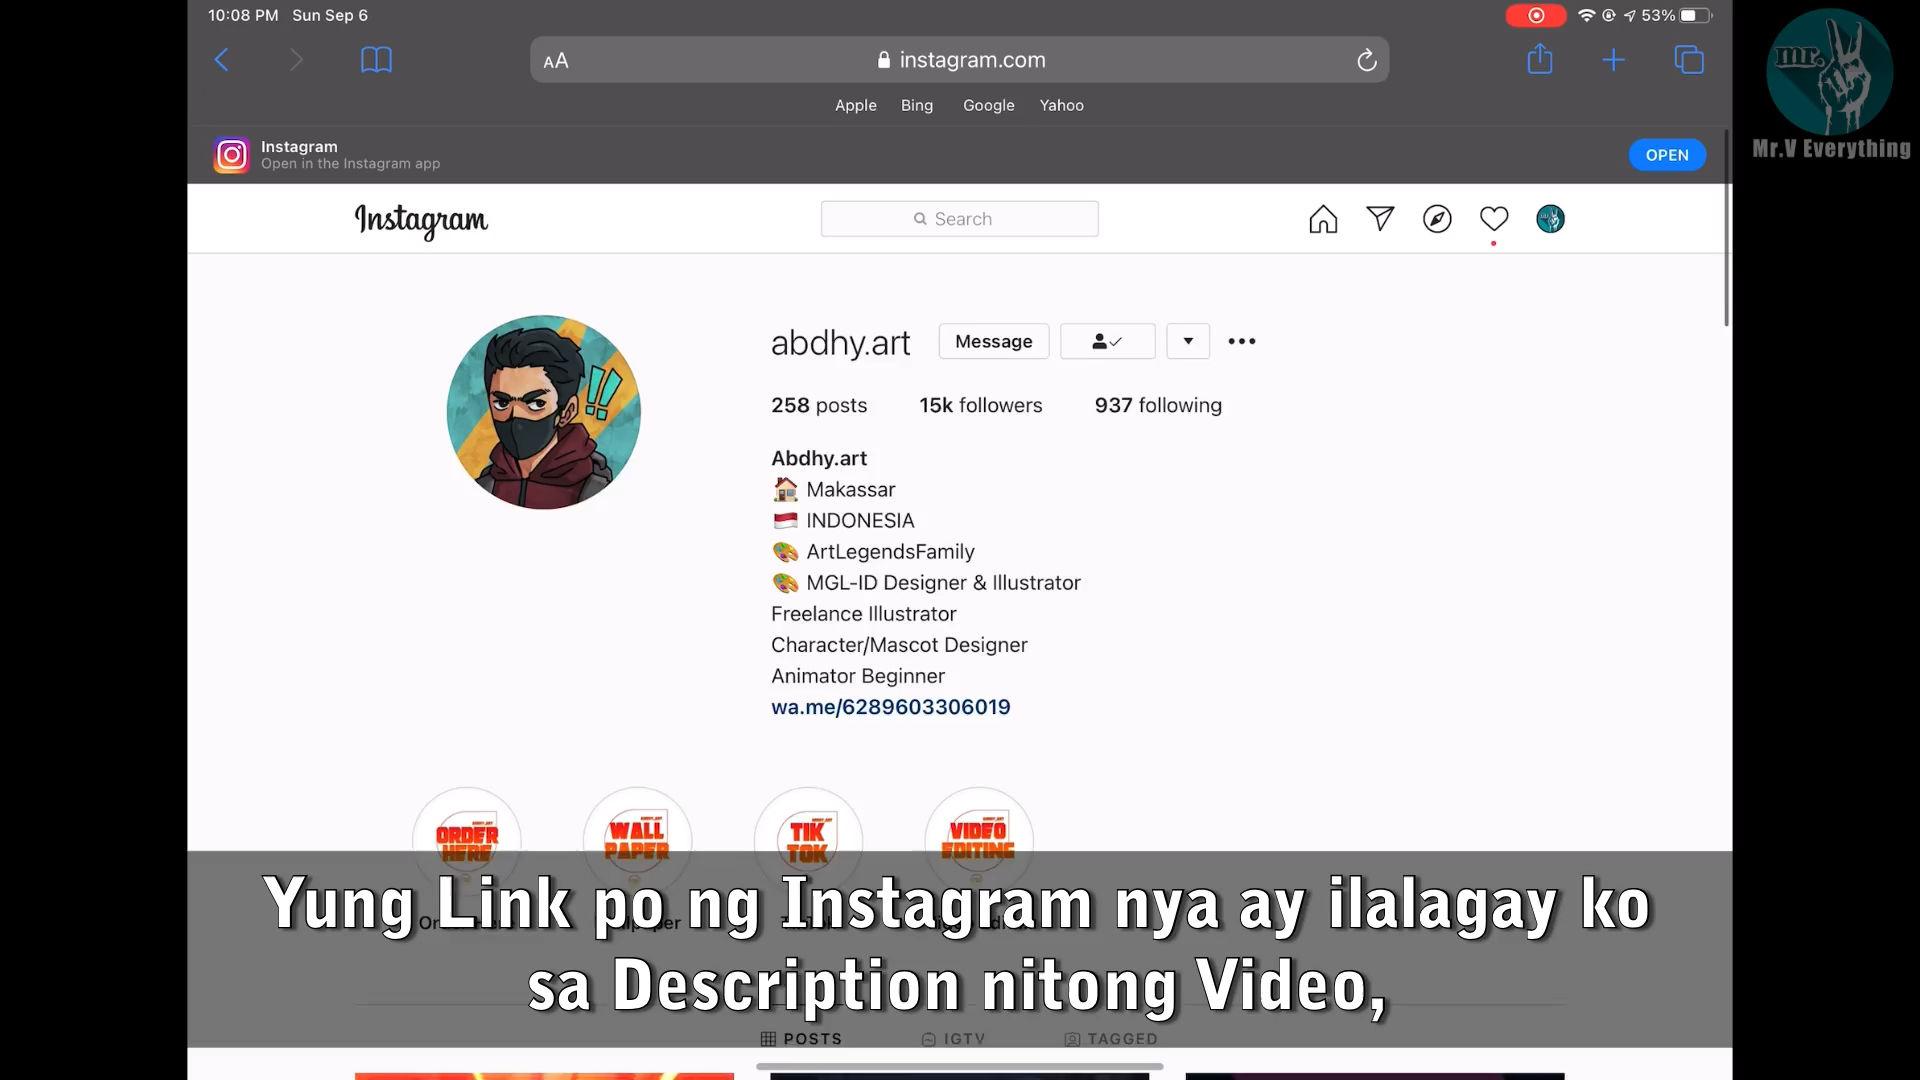 10:08 PM Sun Sep 6
53%
AA
instagram.com
Apple Bing Google Yahoo
Instagram
Open in the Instagram app
OPEN
mr.
Mr.V Everything
Instagram
Search
abdhy.art
Message
258 posts 15k followers 937 following
Abdhy.art
Makassar
INDONESIA
ArtLegendsFamily
MGL-ID Designer & Illustrator
Freelance Illustrator
Character/Mascot Designer
Animator Beginner
wa.me/6289603306019
ORDER HERE
WALL PAPER
TIK TOK
VIDEO EDITING
Yung Link po ng Instagram nya ay ilalagay ko
sa Description nitong Video,
POSTS IGTV TAGGED